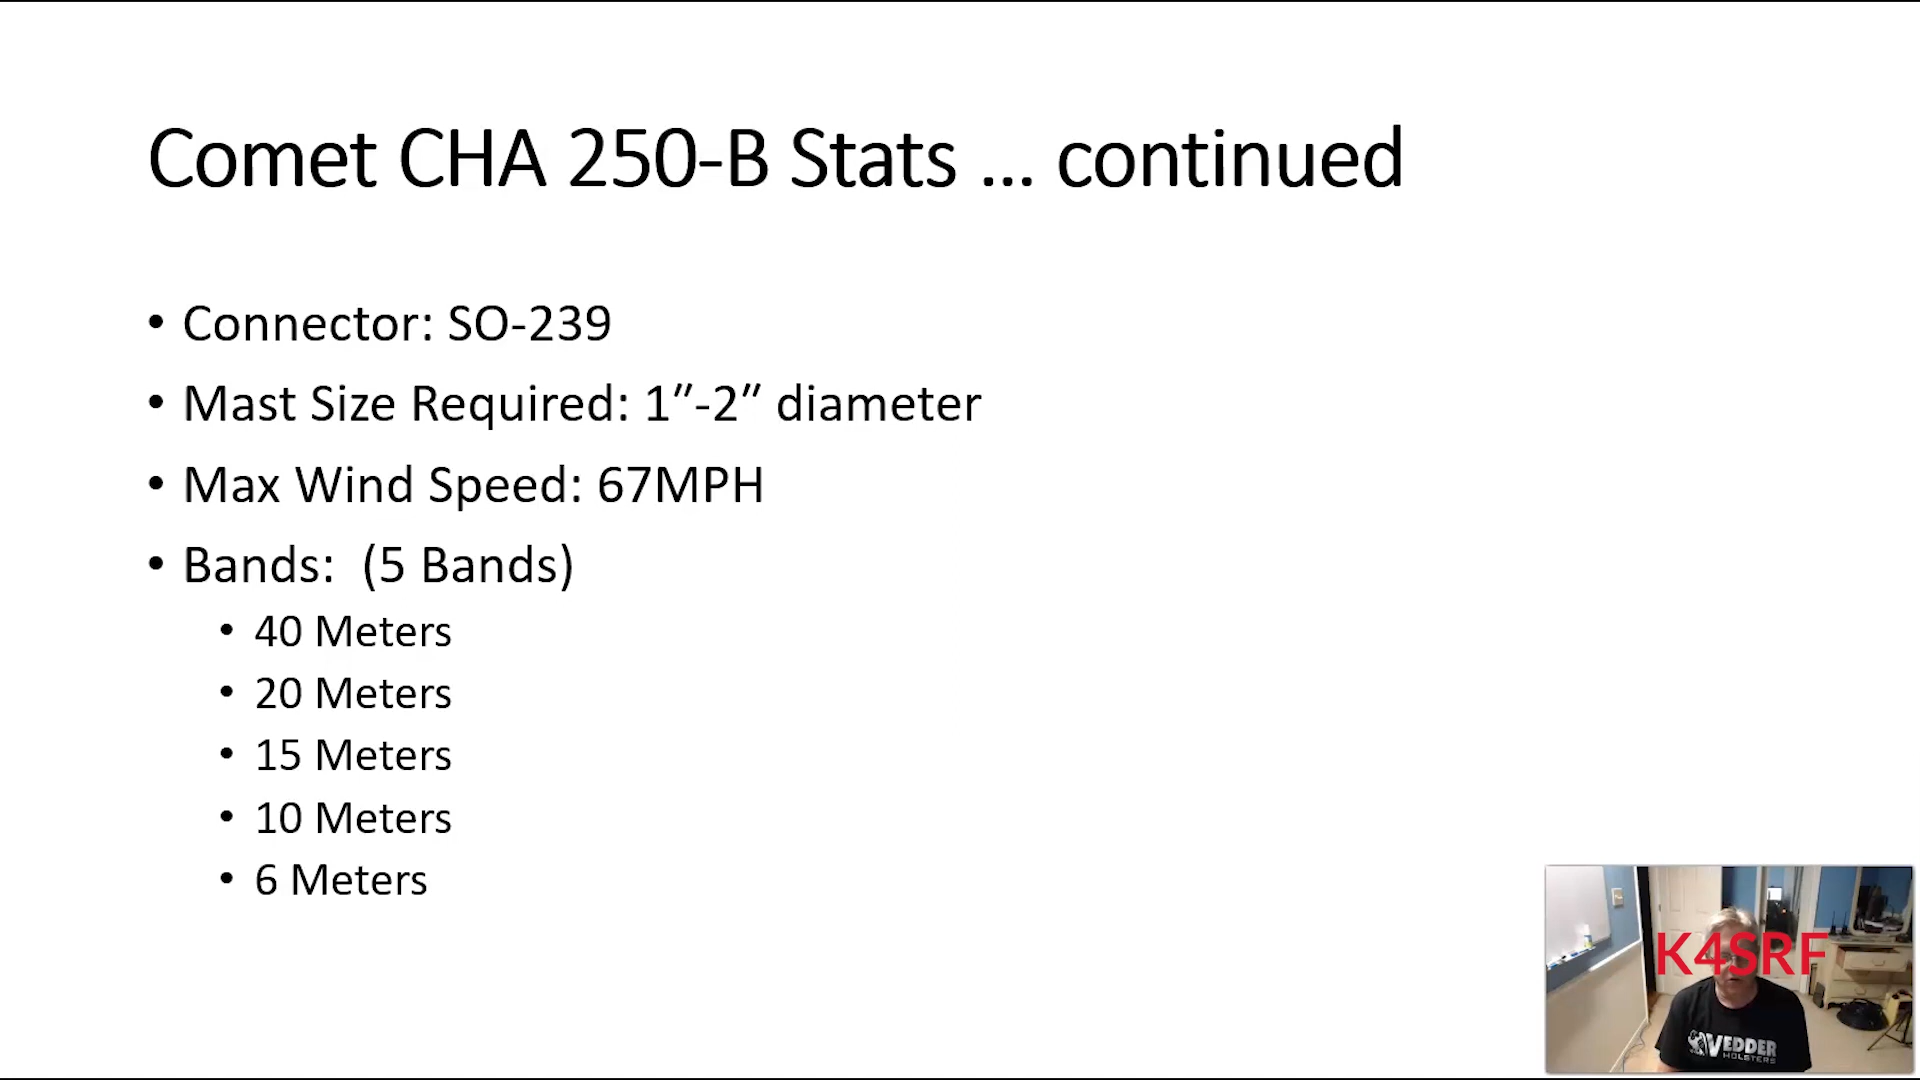 Comet CHA 250-B Stats ... continued
• Connector: SO-239
• Mast Size Required: 1″-2″ diameter
• Max Wind Speed: 67MPH
• Bands:  (5 Bands)
• 40 Meters
• 20 Meters
• 15 Meters
• 10 Meters
• 6 Meters
K4SRF
VEDDER
HOLSTERS